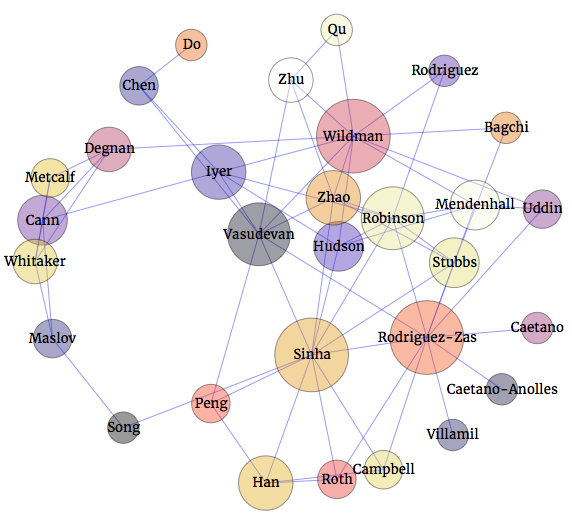 Qu
Do
Zhu
Rodriguez
Chen
Wildman
Bagchi
Degnan
Iyer
Metcalf
Zhao
Mendenhall
Uddin
Cann
Robinson
Vasudevan
Hudson
Whitaker
Stubbs
Caetano
Maslov
Rodriguez-Zas
Sinha
Caetano-Anolles
Peng
Song
Villamil
Campbell
Han
Roth